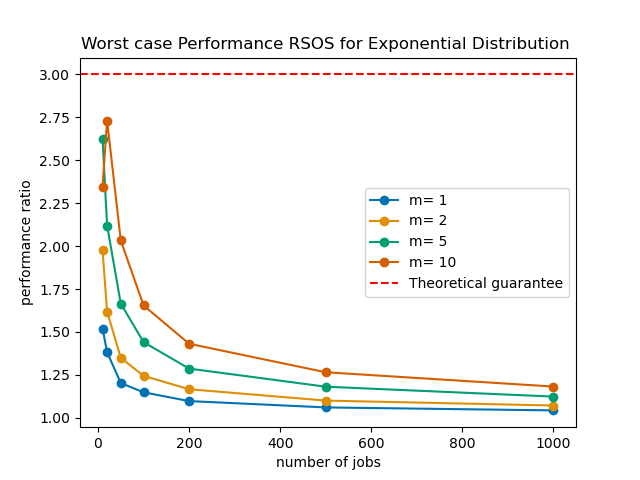 Worst case Performance RSOS for Exponential Distribution
3.00
2.75
2.50
2.25
2.00
1.75
1.50
1.25
1.00
performance ratio
m= 1
m= 2
m= 5
m= 10
Theoretical guarantee
0
200
400
600
800
1000
number of jobs